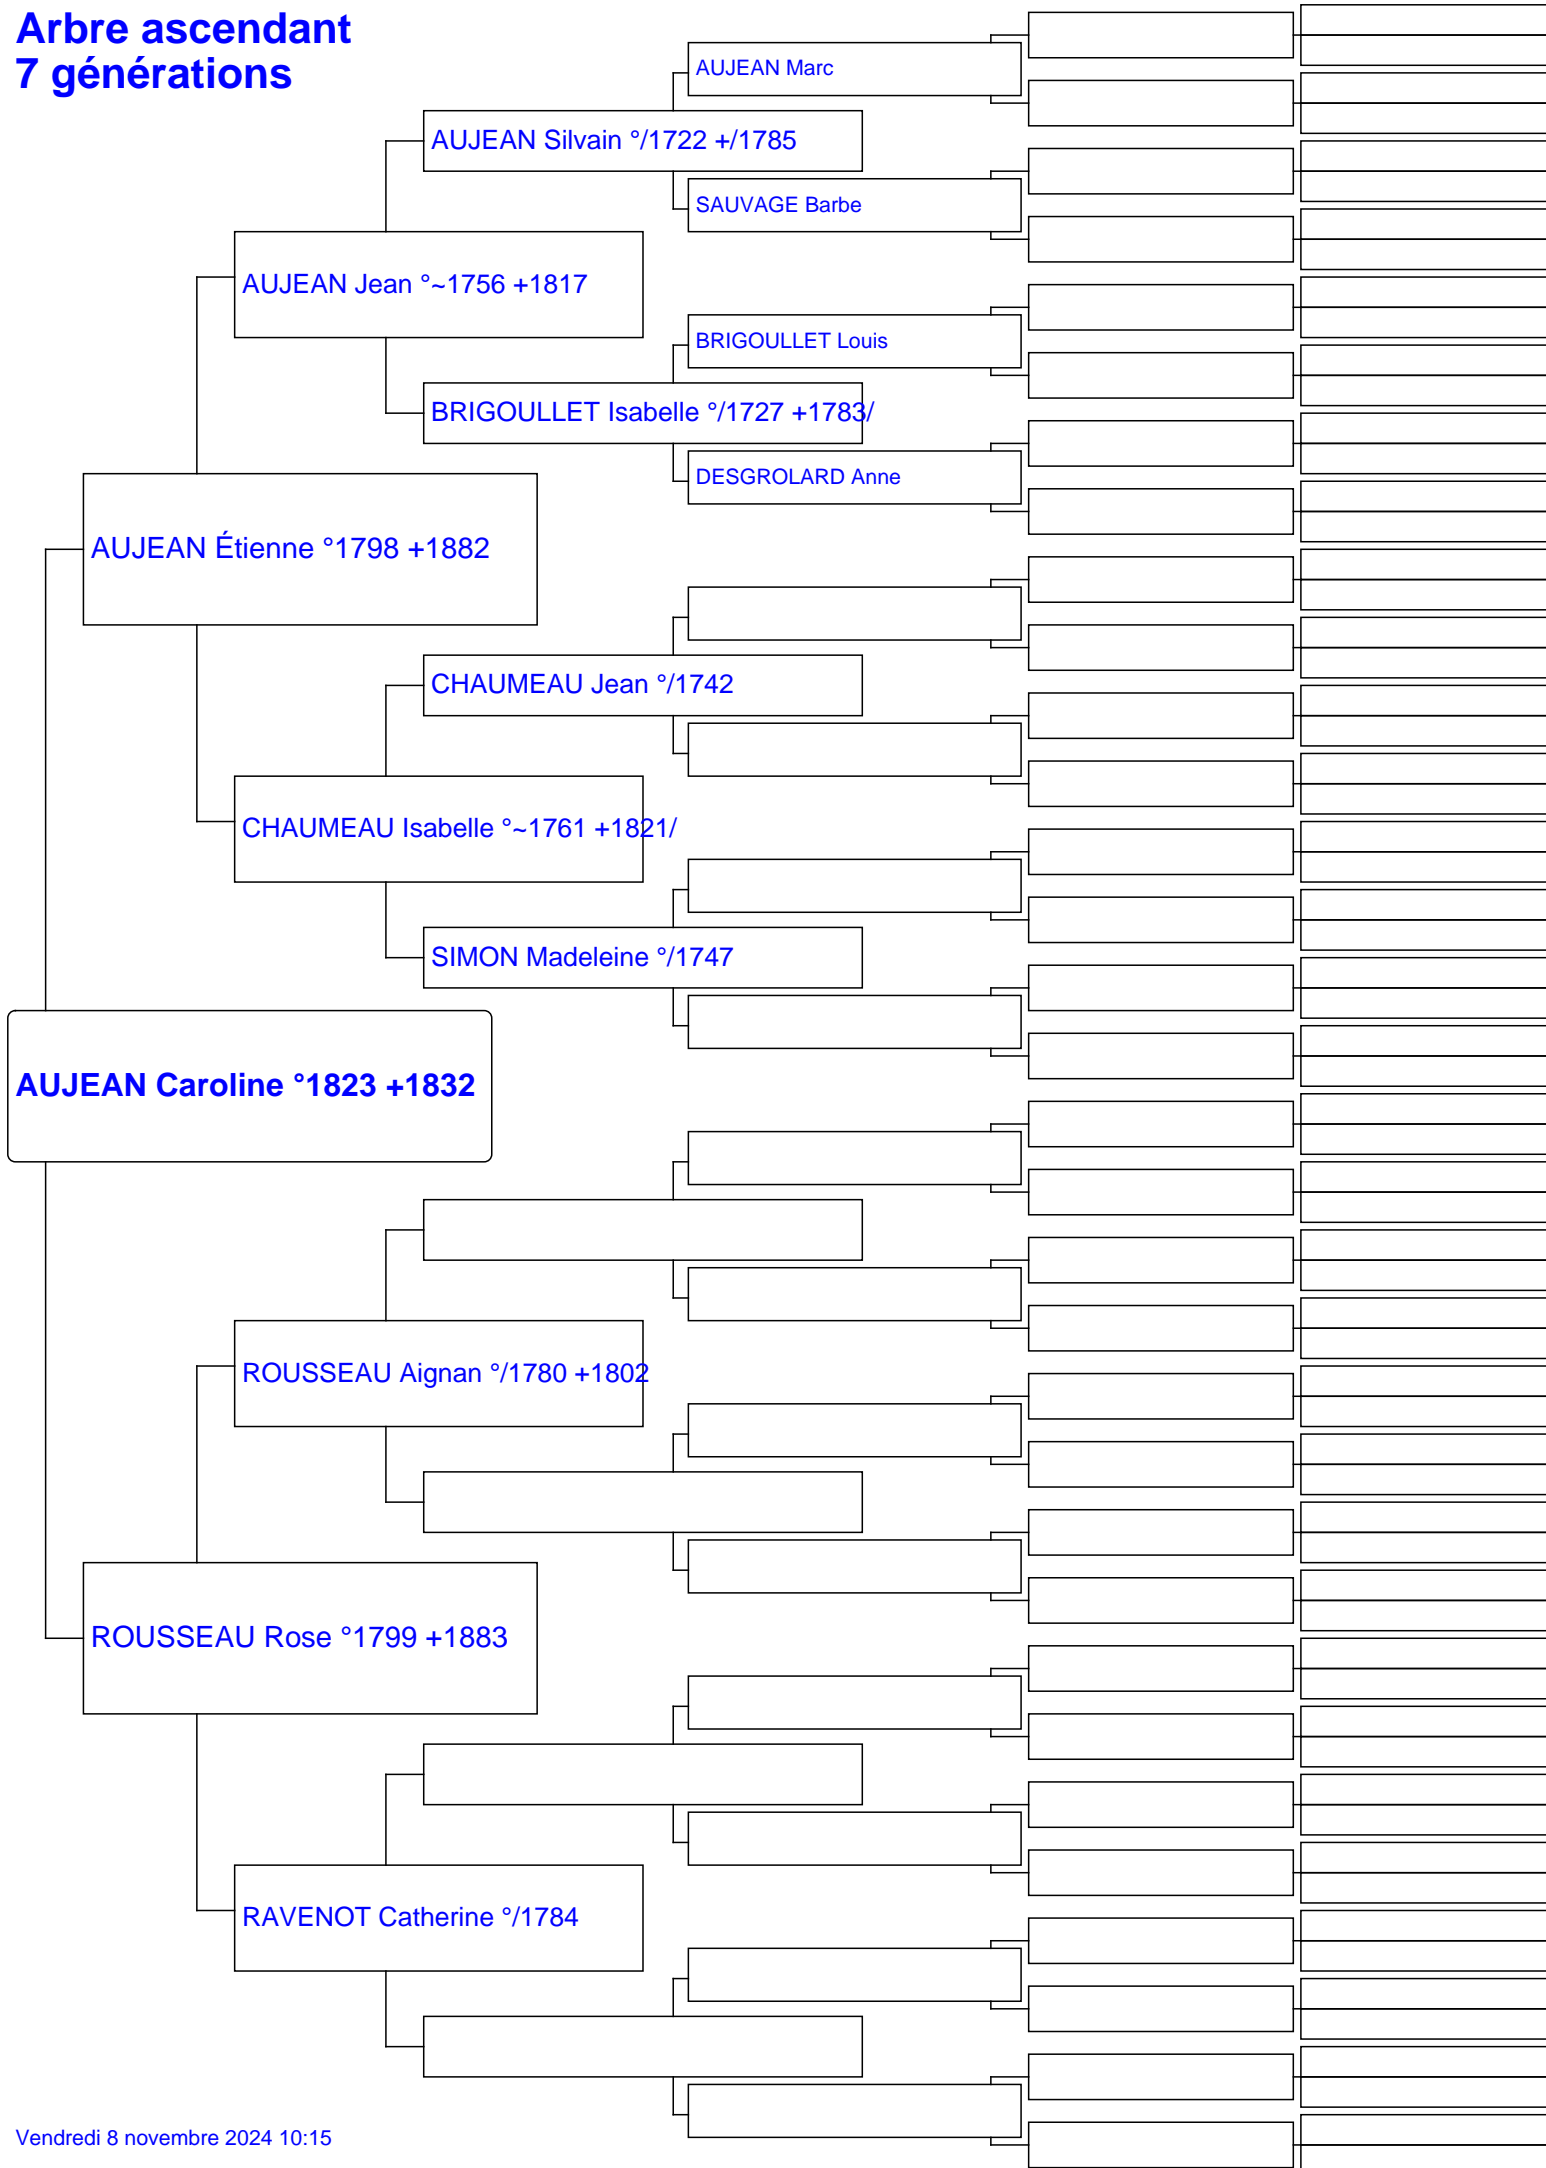 Arbre ascendant
7 générations
AUJEAN Marc
AUJEAN Silvain °/1722 +/1785
SAUVAGE Barbe
AUJEAN Jean °~1756 +1817
BRIGOULLET Louis
BRIGOULLET Isabelle °/1727 +1783/
DESGROLARD Anne
AUJEAN Étienne °1798 +1882
CHAUMEAU Jean °/1742
CHAUMEAU Isabelle °~1761 +1821/
SIMON Madeleine °/1747
AUJEAN Caroline °1823 +1832
ROUSSEAU Aignan °/1780 +1802
ROUSSEAU Rose °1799 +1883
RAVENOT Catherine °/1784
Vendredi 8 novembre 2024 10:15